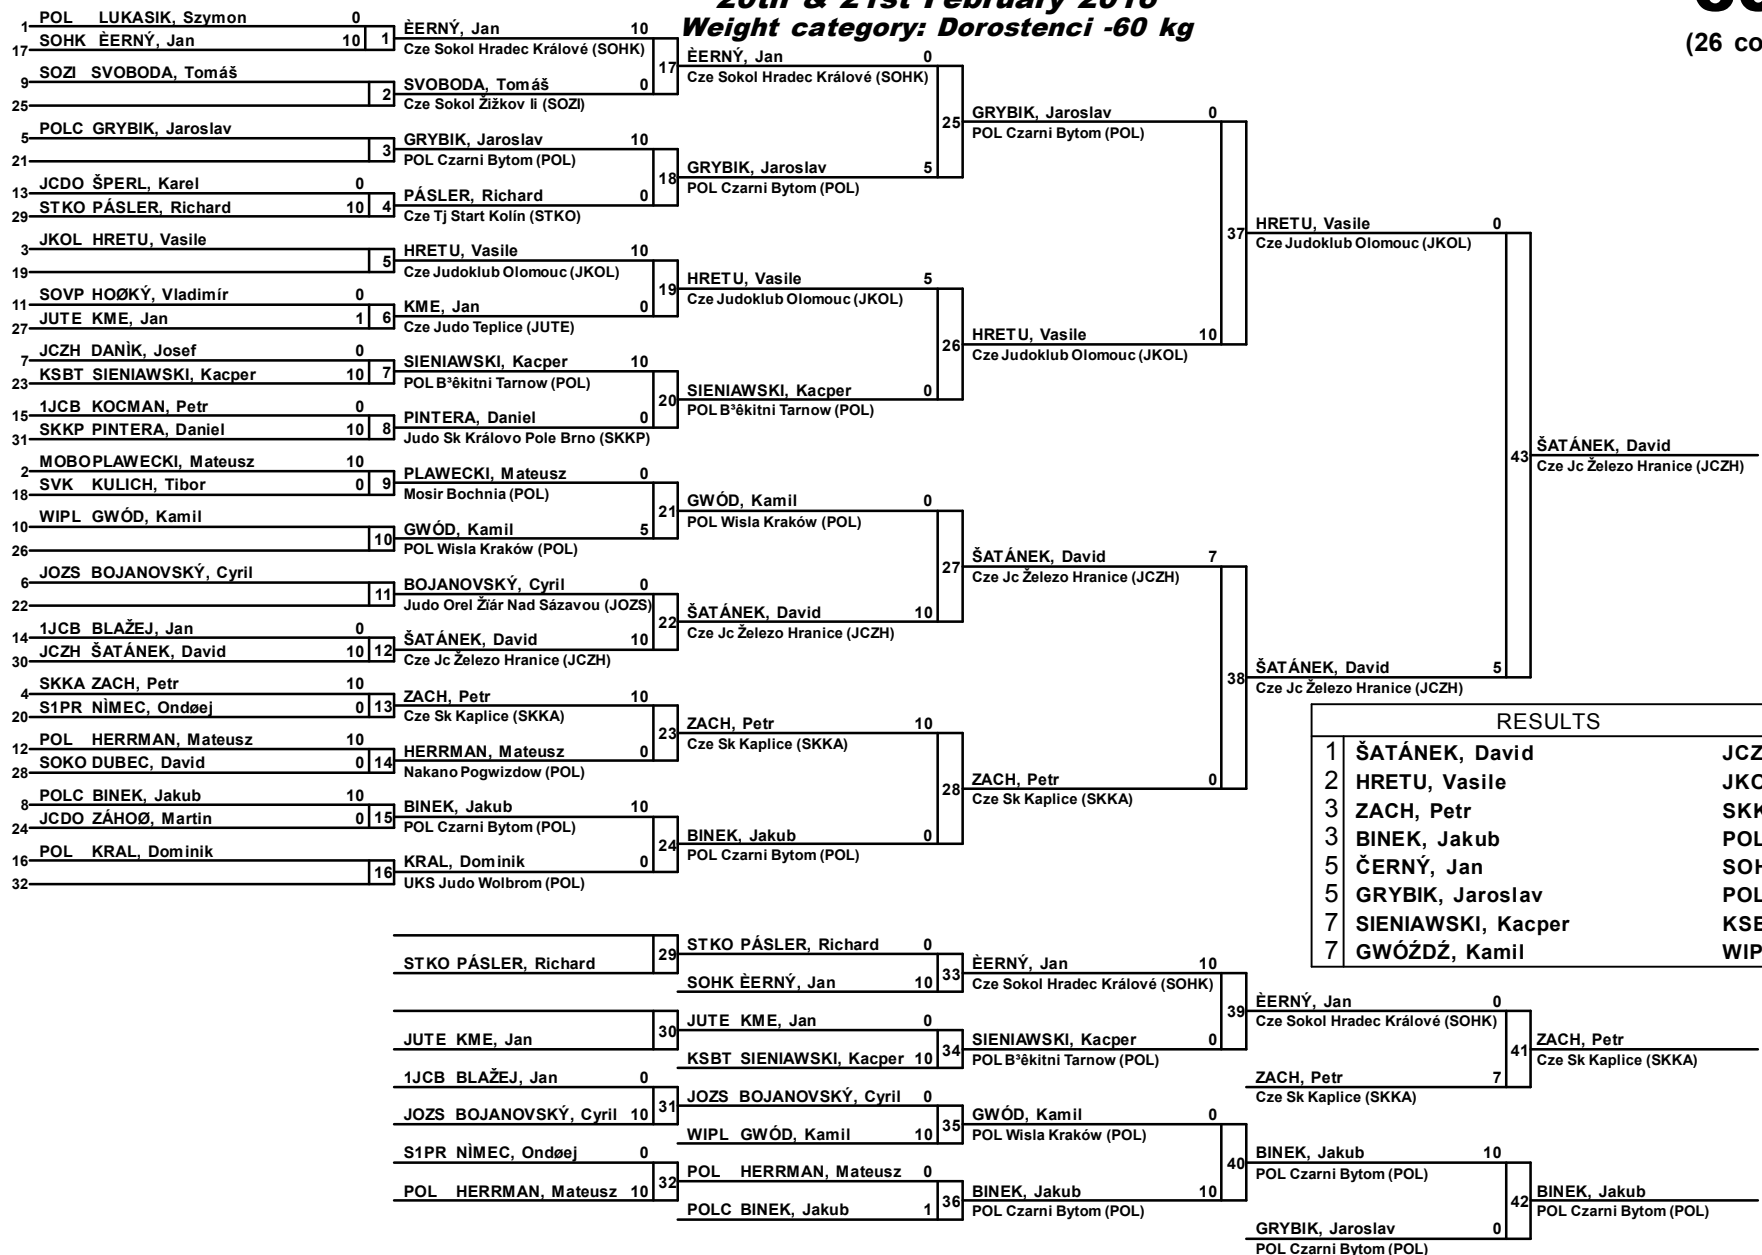 20th & 21st February 2016
Weight category: Dorostenci -60 kg
(26 co
1 POL LUKASIK, Szymon 0
17 SOHK ÈERNÝ, Jan 10 1
9 SOZI SVOBODA, Tomáš
25 2
5 POLC GRYBIK, Jaroslav
21 3
13 JCDO ŠPERL, Karel 0
29 STKO PÁSLER, Richard 10 4
3 JKOL HRETU, Vasile
19 5
11 SOVP HOØKÝ, Vladimír 0
27 JUTE KME, Jan 1 6
7 JCZH DANÌK, Josef 0
23 KSBT SIENIAWSKI, Kacper 10 7
15 1JCB KOCMAN, Petr 0
31 SKKP PINTERA, Daniel 10 8
2 MOBO PLAWECKI, Mateusz 10
18 SVK KULICH, Tibor 0 9
10 WIPL GWÓD, Kamil
26 10
6 JOZS BOJANOVSKÝ, Cyril
22 11
14 1JCB BLAŽEJ, Jan 0
30 JCZH ŠATÁNEK, David 10 12
4 SKKA ZACH, Petr 10
20 S1PR NÌMEC, Ondøej 0 13
12 POL HERRMAN, Mateusz 10
28 SOKO DUBEC, David 0 14
8 POLC BINEK, Jakub 10
24 JCDO ZÁHOØ, Martin 0 15
16 POL KRAL, Dominik
32 16
ÈERNÝ, Jan 10
Cze Sokol Hradec Králové (SOHK)
17
SVOBODA, Tomáš 0
Cze Sokol Žižkov Ii (SOZI)
GRYBIK, Jaroslav 10
POL Czarni Bytom (POL)
18
PÁSLER, Richard 0
Cze Tj Start Kolín (STKO)
HRETU, Vasile 10
Cze Judoklub Olomouc (JKOL)
19
KME, Jan 0
Cze Judo Teplice (JUTE)
SIENIAWSKI, Kacper 10
POL B³êkitni Tarnow (POL)
20
PINTERA, Daniel 0
Judo Sk Královo Pole Brno (SKKP)
PLAWECKI, Mateusz 0
Mosir Bochnia (POL)
21
GWÓD, Kamil 5
POL Wisla Kraków (POL)
BOJANOVSKÝ, Cyril 0
Judo Orel Žïár Nad Sázavou (JOZS)
22
ŠATÁNEK, David 10
Cze Jc Železo Hranice (JCZH)
ZACH, Petr 10
Cze Sk Kaplice (SKKA)
23
HERRMAN, Mateusz 0
Nakano Pogwizdow (POL)
BINEK, Jakub 10
POL Czarni Bytom (POL)
24
KRAL, Dominik 0
UKS Judo Wolbrom (POL)
ÈERNÝ, Jan 0
Cze Sokol Hradec Králové (SOHK)
25
GRYBIK, Jaroslav 5
POL Czarni Bytom (POL)
HRETU, Vasile 5
Cze Judoklub Olomouc (JKOL)
26
SIENIAWSKI, Kacper 0
POL B³êkitni Tarnow (POL)
GWÓD, Kamil 0
POL Wisla Kraków (POL)
27
ŠATÁNEK, David 10
Cze Jc Železo Hranice (JCZH)
ZACH, Petr 10
Cze Sk Kaplice (SKKA)
28
BINEK, Jakub 0
POL Czarni Bytom (POL)
GRYBIK, Jaroslav 0
POL Czarni Bytom (POL)
37
HRETU, Vasile 10
Cze Judoklub Olomouc (JKOL)
ŠATÁNEK, David 7
Cze Jc Železo Hranice (JCZH)
38
ZACH, Petr 0
Cze Sk Kaplice (SKKA)
HRETU, Vasile 0
Cze Judoklub Olomouc (JKOL)
43
ŠATÁNEK, David 5
Cze Jc Železo Hranice (JCZH)
ŠATÁNEK, David
Cze Jc Železo Hranice (JCZH)
RESULTS
1 ŠATÁNEK, David JCZ
2 HRETU, Vasile JKO
3 ZACH, Petr SKK
3 BINEK, Jakub POL
5 ČERNÝ, Jan SOH
5 GRYBIK, Jaroslav POL
7 SIENIAWSKI, Kacper KSB
7 GWÓŹDŹ, Kamil WIP
STKO PÁSLER, Richard
29
JUTE KME, Jan
30
1JCB BLAŽEJ, Jan 0
31
JOZS BOJANOVSKÝ, Cyril 10
S1PR NÌMEC, Ondøej 0
32
POL HERRMAN, Mateusz 10
STKO PÁSLER, Richard 0
33
SOHK ÈERNÝ, Jan 10
JUTE KME, Jan 0
34
KSBT SIENIAWSKI, Kacper 10
JOZS BOJANOVSKÝ, Cyril 0
35
WIPL GWÓD, Kamil 10
POL HERRMAN, Mateusz 0
36
POLC BINEK, Jakub 1
ÈERNÝ, Jan 10
Cze Sokol Hradec Králové (SOHK)
39
SIENIAWSKI, Kacper 0
POL B³êkitni Tarnow (POL)
GWÓD, Kamil 0
POL Wisla Kraków (POL)
40
BINEK, Jakub 10
POL Czarni Bytom (POL)
ÈERNÝ, Jan 0
Cze Sokol Hradec Králové (SOHK)
41
ZACH, Petr 7
Cze Sk Kaplice (SKKA)
BINEK, Jakub 10
POL Czarni Bytom (POL)
42
GRYBIK, Jaroslav 0
POL Czarni Bytom (POL)
ZACH, Petr
Cze Sk Kaplice (SKKA)
BINEK, Jakub
POL Czarni Bytom (POL)